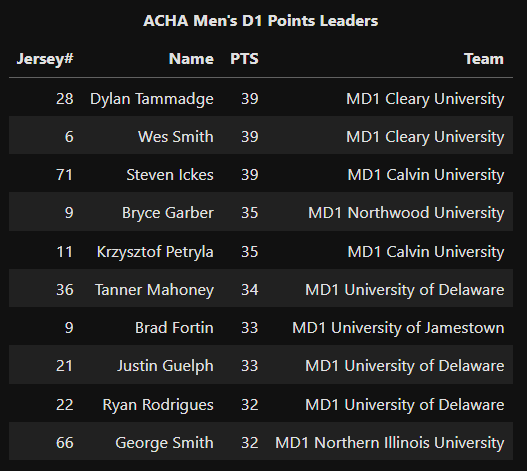 ACHA Men's D1 Points Leaders
Jersey# Name PTS Team
28 Dylan Tammadge 39 MD1 Cleary University
6 Wes Smith 39 MD1 Cleary University
71 Steven Ickes 39 MD1 Calvin University
9 Bryce Garber 35 MD1 Northwood University
11 Krzysztof Petryla 35 MD1 Calvin University
36 Tanner Mahoney 34 MD1 University of Delaware
9 Brad Fortin 33 MD1 University of Jamestown
21 Justin Guelph 33 MD1 University of Delaware
22 Ryan Rodrigues 32 MD1 University of Delaware
66 George Smith 32 MD1 Northern Illinois University